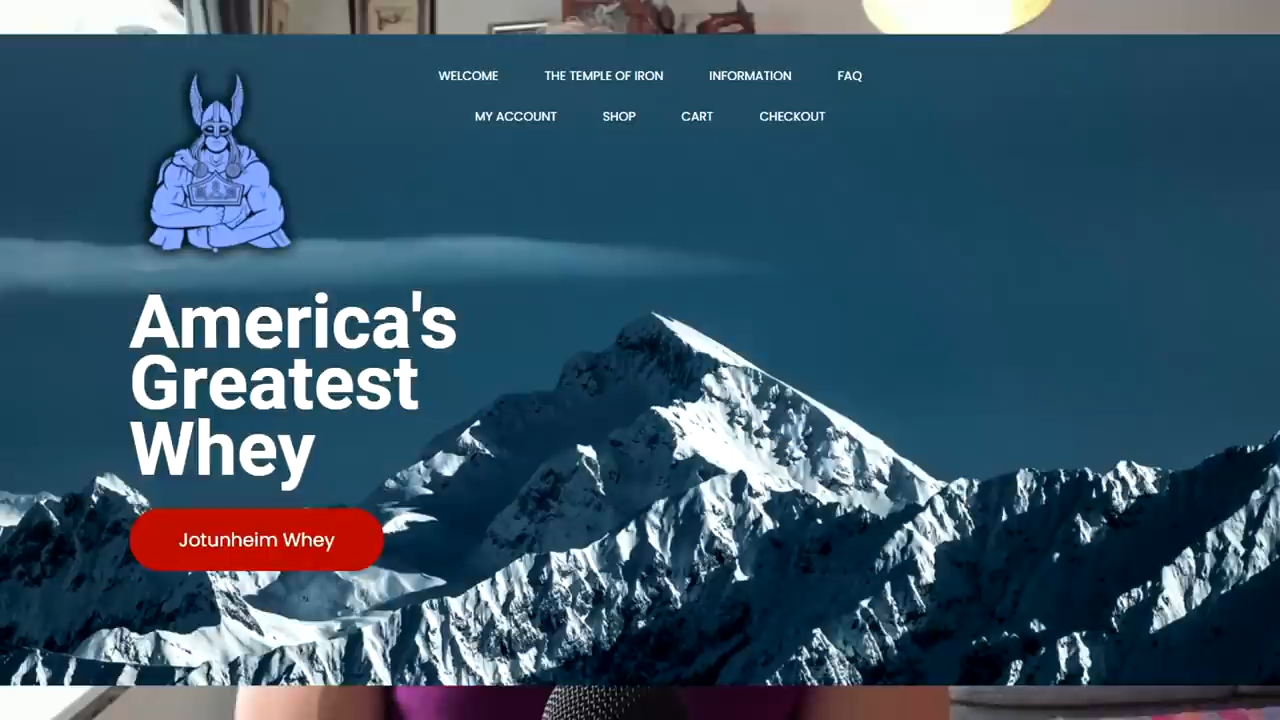 WELCOME THE TEMPLE OF IRON INFORMATION FAQ
MY ACCOUNT SHOP CART CHECKOUT
America's
Greatest
Whey
Jotunheim Whey